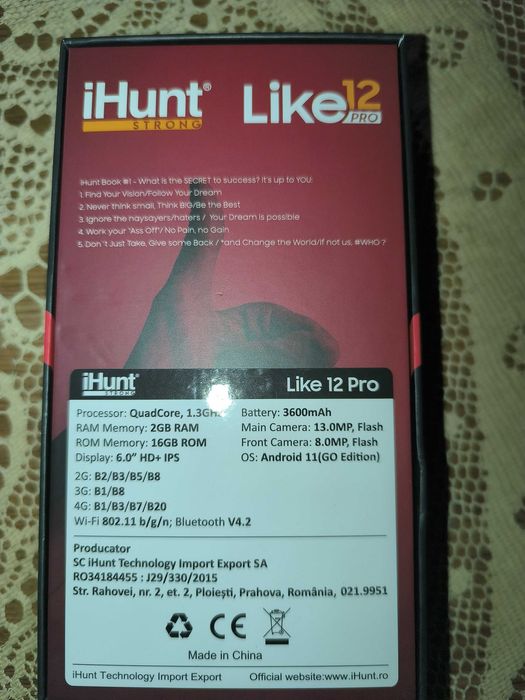 iHunt® Like 12 PRO
STRONG
iHunt Book #1 - What is the SECRET to success? It's up to YOU:
1. Find Your Vision/Follow Your Dream
2. Never think small, Think BIG/Be the Best
3. Ignore the naysayers/haters / Your Dream is possible
4. Work your "Ass Off"/ No Pain, no Gain
5. Don't Just Take, Give some Back / *and Change the World/If not us, #WHO ?
iHunt® Like 12 Pro
STRONG
Processor: QuadCore, 1.3GHz Battery: 3600mAh
RAM Memory: 2GB RAM Main Camera: 13.0MP, Flash
ROM Memory: 16GB ROM Front Camera: 8.0MP, Flash
Display: 6.0" HD+ IPS OS: Android 11(GO Edition)
2G: B2/B3/B5/B8
3G: B1/B8
4G: B1/B3/B7/B20
Wi-Fi 802.11 b/g/n; Bluetooth V4.2
Producator
SC iHunt Technology Import Export SA
RO34184455 : J29/330/2015
Str. Rahovei, nr. 2, et. 2, Ploiești, Prahova, România, 021.9951
CE
Made in China
iHunt Technology Import Export Official website:www.iHunt.ro